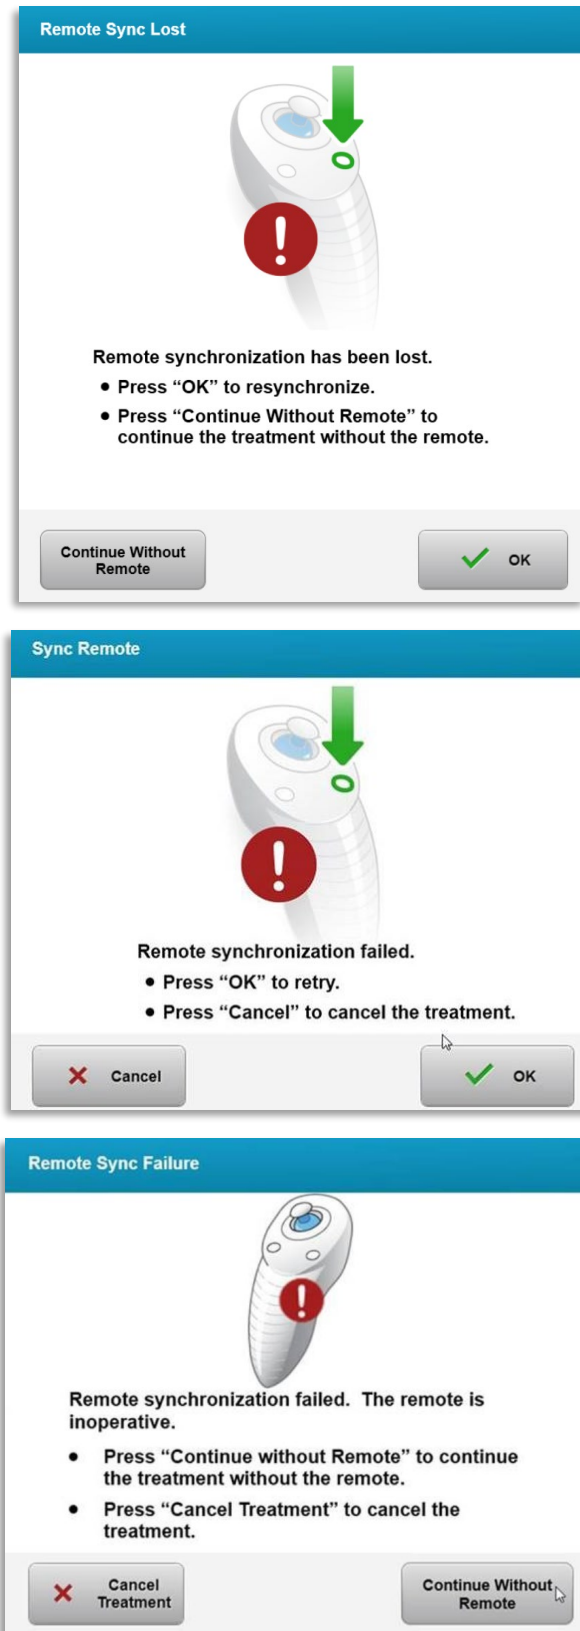 Remote Sync Lost
Remote synchronization has been lost.
• Press “OK” to resynchronize.
• Press “Continue Without Remote” to
continue the treatment without the remote.
Continue Without
Remote
OK
Sync Remote
Remote synchronization failed.
• Press “OK” to retry.
• Press “Cancel” to cancel the treatment.
Cancel
OK
Remote Sync Failure
Remote synchronization failed.  The remote is
inoperative.
• Press “Continue without Remote” to continue
the treatment without the remote.
• Press “Cancel Treatment” to cancel the
treatment.
Cancel
Treatment
Continue Without
Remote